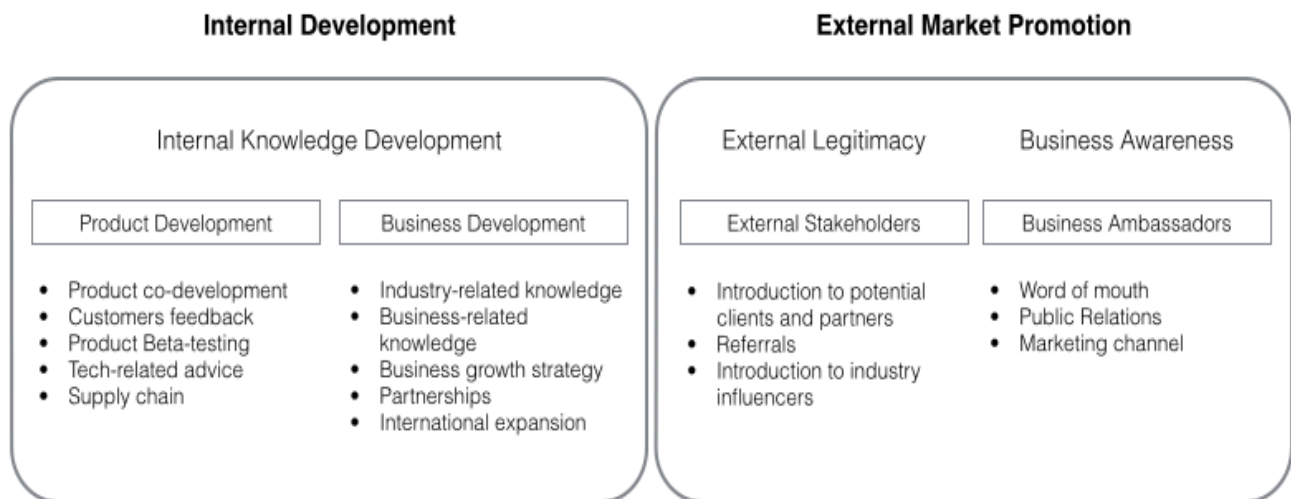 Internal Development
External Market Promotion
Internal Knowledge Development
Product Development
Business Development
• Product co-development
• Customers feedback
• Product Beta-testing
• Tech-related advice
• Supply chain
• Industry-related knowledge
• Business-related
knowledge
• Business growth strategy
• Partnerships
• International expansion
External Legitimacy
Business Awareness
External Stakeholders
Business Ambassadors
• Introduction to potential
clients and partners
• Referrals
• Introduction to industry
influencers
• Word of mouth
• Public Relations
• Marketing channel